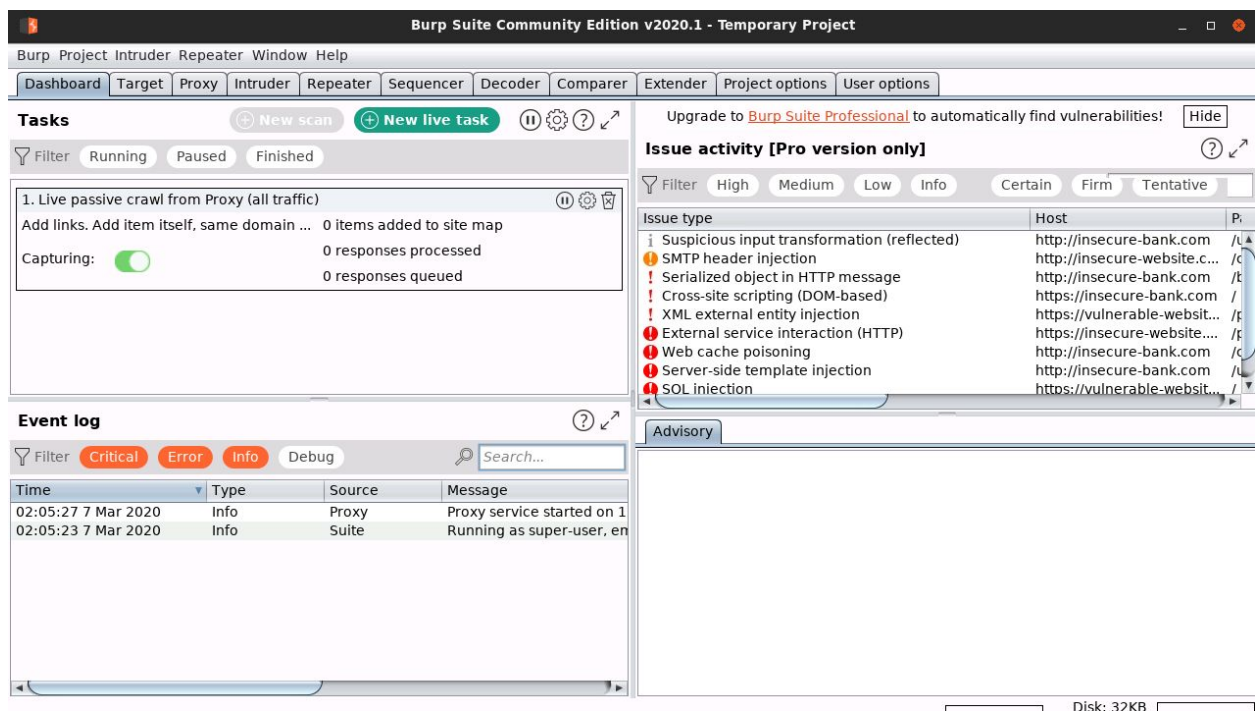 Burp Suite Community Edition v2020.1 - Temporary Project
Burp Project Intruder Repeater Window Help
Dashboard Target Proxy Intruder Repeater Sequencer Decoder Comparer Extender Project options User options
Tasks New scan New live task
Filter Running Paused Finished
1. Live passive crawl from Proxy (all traffic)
Add links. Add item itself, same domain ... 0 items added to site map
0 responses processed
Capturing:
0 responses queued
Event log
Filter Critical Error Info Debug Search...
Time Type Source Message
02:05:27 7 Mar 2020 Info Proxy Proxy service started on 1
02:05:23 7 Mar 2020 Info Suite Running as super-user, em
Upgrade to Burp Suite Professional to automatically find vulnerabilities! Hide
Issue activity [Pro version only]
Filter High Medium Low Info Certain Firm Tentative
Issue type Host
Suspicious input transformation (reflected) http://insecure-bank.com
SMTP header injection http://insecure-website.c...
Serialized object in HTTP message http://insecure-bank.com
Cross-site scripting (DOM-based) https://insecure-bank.com /
XML external entity injection https://vulnerable-websit...
External service interaction (HTTP) https://insecure-website....
Web cache poisoning http://insecure-bank.com
Server-side template injection http://insecure-bank.com
SQL injection https://vulnerable-websit... /
Advisory
Disk: 32KB